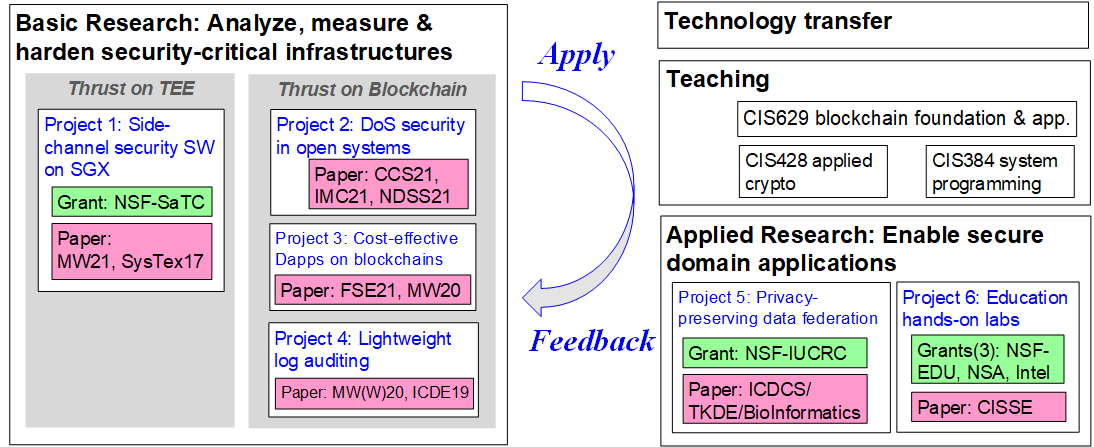 Basic Research: Analyze, measure &
harden security-critical infrastructures
Thrust on TEE
Project 1: Side-
channel security SW
on SGX
Grant: NSF-SaTC
Paper:
MW21, SysTex17
Thrust on Blockchain
Project 2: DoS security
in open systems
Paper: CCS21,
IMC21, NDSS21
Project 3: Cost-effective
Dapps on blockchains
Paper: FSE21, MW20
Project 4: Lightweight
log auditing
Paper: MW(W)20, ICDE19
Apply
Feedback
Technology transfer
Teaching
CIS629 blockchain foundation & app.
CIS428 applied
crypto
CIS384 system
programming
Applied Research: Enable secure
domain applications
Project 5: Privacy-
preserving data federation
Grant: NSF-IUCRC
Paper: ICDCS/
TKDE/BioInformatics
Project 6: Education
hands-on labs
Grants(3): NSF-
EDU, NSA, Intel
Paper: CISSE